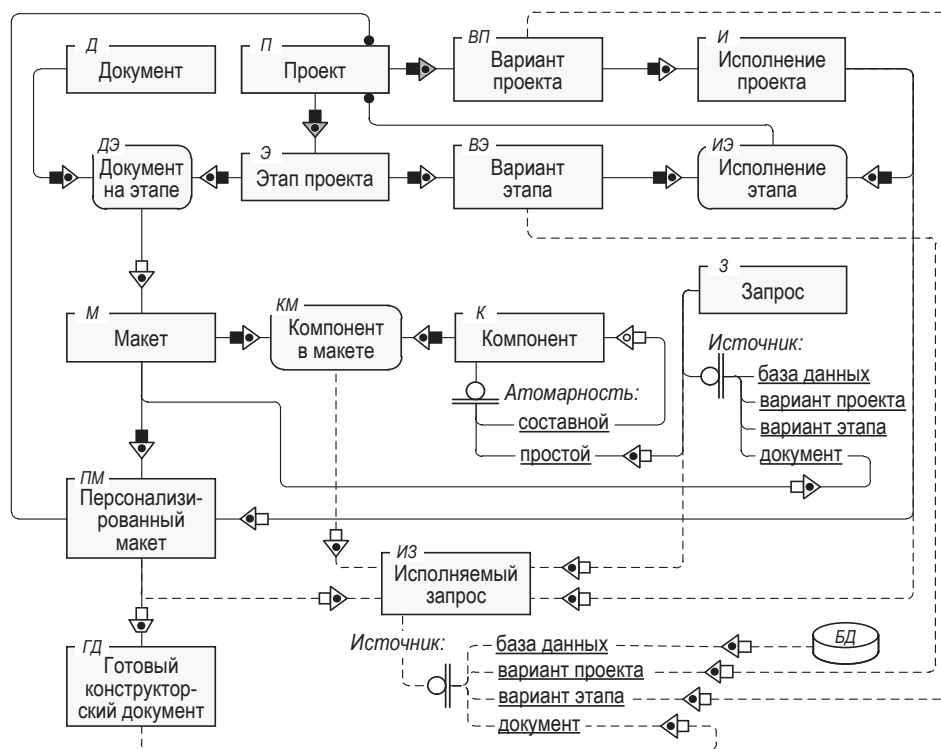 Д
Документ
П
Проект
ВП
Вариант
проекта
И
Исполнение
проекта
ДЭ
Документ
на этапе
Э
Этап проекта
ВЭ
Вариант
этапа
ИЭ
Исполнение
этапа
З
Запрос
М
Макет
КМ
Компонент
в макете
К
Компонент
Источник:
база данных
вариант проекта
вариант этапа
документ
Атомарность:
составной
простой
ПМ
Персонализи-
рованный
макет
ИЗ
Исполняемый
запрос
ГД
Готовый
конструктор-
ский документ
Источник:
база данных
вариант проекта
вариант этапа
документ
БД